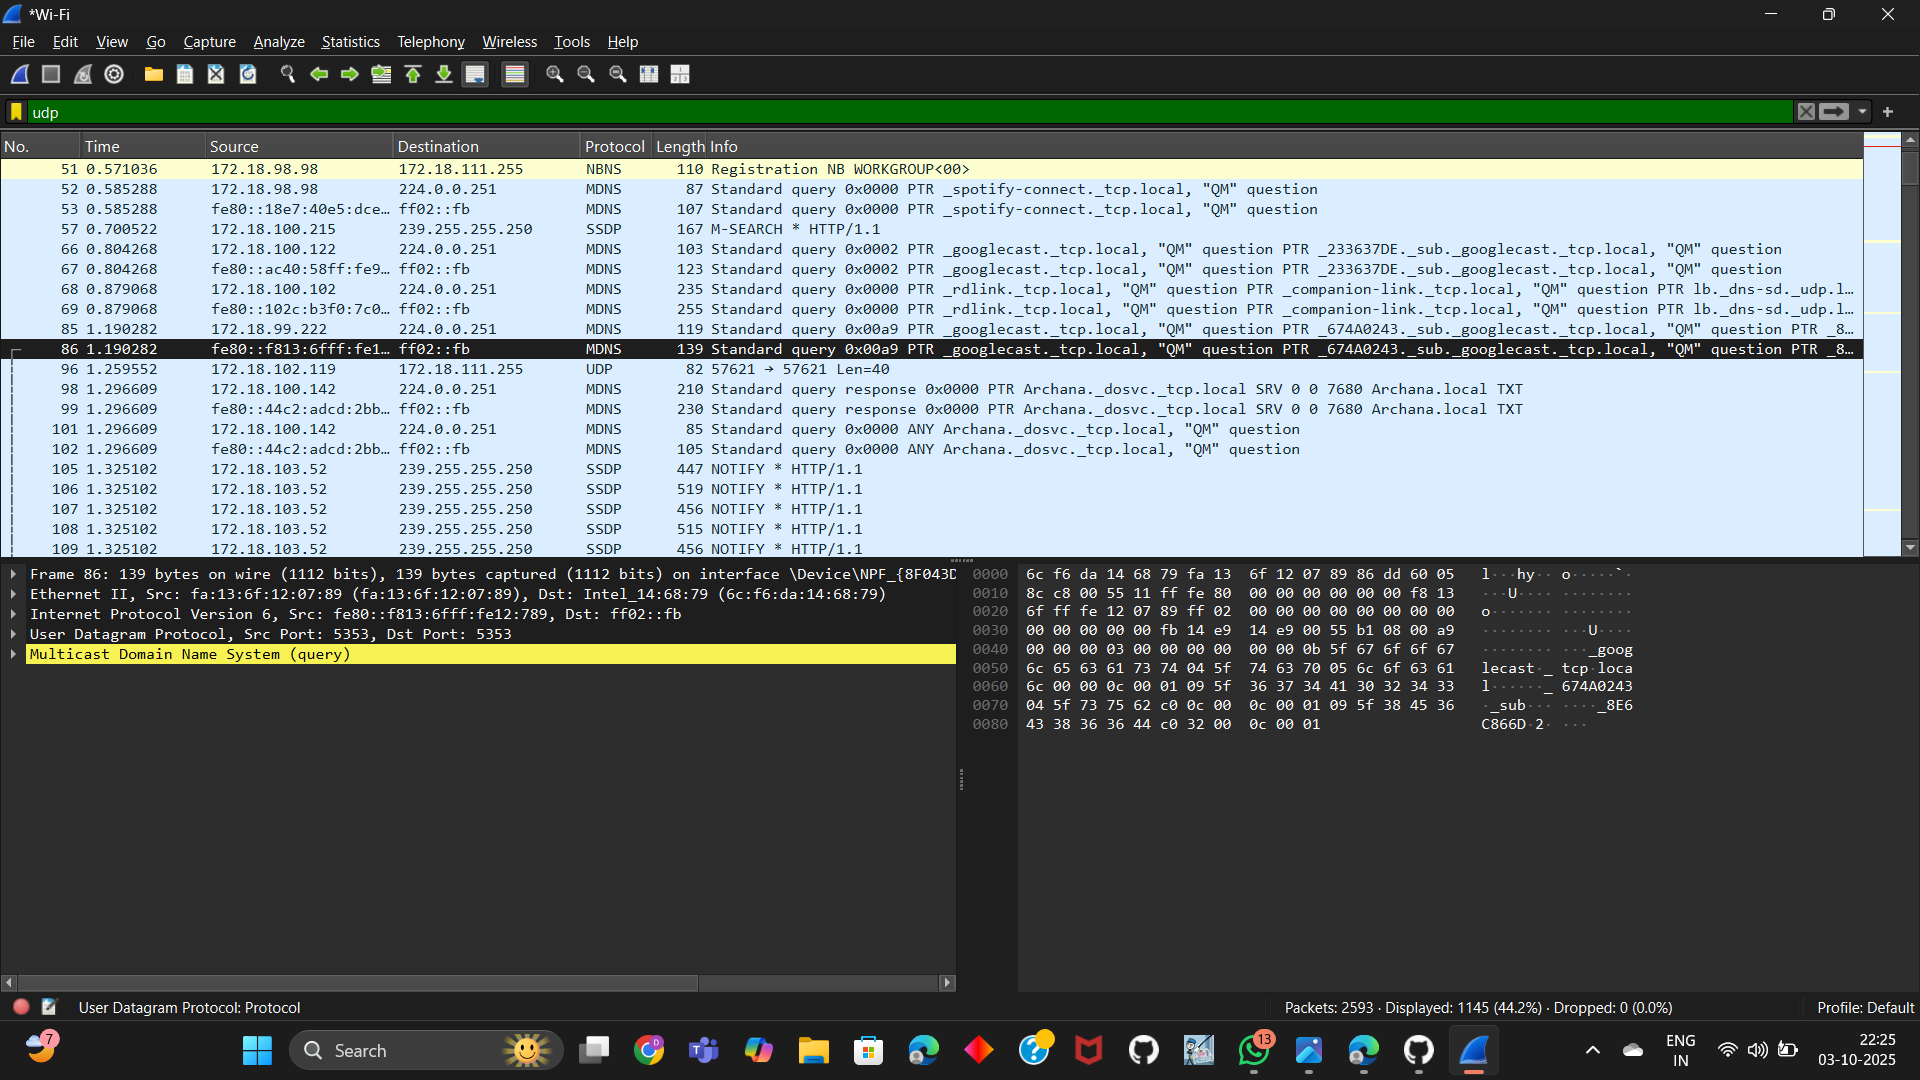 *Wi-Fi
File Edit View Go Capture Analyze Statistics Telephony Wireless Tools Help
udp
No. Time Source Destination Protocol Length Info
51 0.571036 172.18.98.98 172.18.111.255 NBNS 110 Registration NB WORKGROUP<00>
52 0.585288 172.18.98.98 224.0.0.251 MDNS 87 Standard query 0x0000 PTR _spotify-connect._tcp.local, "QM" question
53 0.585288 fe80::18e7:40e5:dce… ff02::fb MDNS 107 Standard query 0x0000 PTR _spotify-connect._tcp.local, "QM" question
57 0.700522 172.18.100.215 239.255.255.250 SSDP 167 M-SEARCH * HTTP/1.1
66 0.804268 172.18.100.122 224.0.0.251 MDNS 103 Standard query 0x0002 PTR _googlecast._tcp.local, "QM" question PTR _233637DE._sub._googlecast._tcp.local, "QM" question
67 0.804268 fe80::ac40:58ff:fe9… ff02::fb MDNS 123 Standard query 0x0002 PTR _googlecast._tcp.local, "QM" question PTR _233637DE._sub._googlecast._tcp.local, "QM" question
68 0.879068 172.18.100.102 224.0.0.251 MDNS 235 Standard query 0x0000 PTR _rdlink._tcp.local, "QM" question PTR _companion-link._tcp.local, "QM" question PTR lb._dns-sd._udp.l…
69 0.879068 fe80::102c:b3f0:7c0… ff02::fb MDNS 255 Standard query 0x0000 PTR _rdlink._tcp.local, "QM" question PTR _companion-link._tcp.local, "QM" question PTR lb._dns-sd._udp.l…
85 1.190282 172.18.99.222 224.0.0.251 MDNS 119 Standard query 0x00a9 PTR _googlecast._tcp.local, "QM" question PTR _674A0243._sub._googlecast._tcp.local, "QM" question PTR _8…
86 1.190282 fe80::f813:6fff:fe1… ff02::fb MDNS 139 Standard query 0x00a9 PTR _googlecast._tcp.local, "QM" question PTR _674A0243._sub._googlecast._tcp.local, "QM" question PTR _8…
96 1.259552 172.18.102.119 172.18.111.255 UDP 82 57621 → 57621 Len=40
98 1.296609 172.18.100.142 224.0.0.251 MDNS 210 Standard query response 0x0000 PTR Archana._dosvc._tcp.local SRV 0 0 7680 Archana.local TXT
99 1.296609 fe80::44c2:adcd:2bb… ff02::fb MDNS 230 Standard query response 0x0000 PTR Archana._dosvc._tcp.local SRV 0 0 7680 Archana.local TXT
101 1.296609 172.18.100.142 224.0.0.251 MDNS 85 Standard query 0x0000 ANY Archana._dosvc._tcp.local, "QM" question
102 1.296609 fe80::44c2:adcd:2bb… ff02::fb MDNS 105 Standard query 0x0000 ANY Archana._dosvc._tcp.local, "QM" question
105 1.325102 172.18.103.52 239.255.255.250 SSDP 447 NOTIFY * HTTP/1.1
106 1.325102 172.18.103.52 239.255.255.250 SSDP 519 NOTIFY * HTTP/1.1
107 1.325102 172.18.103.52 239.255.255.250 SSDP 456 NOTIFY * HTTP/1.1
108 1.325102 172.18.103.52 239.255.255.250 SSDP 515 NOTIFY * HTTP/1.1
109 1.325102 172.18.103.52 239.255.255.250 SSDP 456 NOTIFY * HTTP/1.1
Frame 86: 139 bytes on wire (1112 bits), 139 bytes captured (1112 bits) on interface \Device\NPF_{8F043D
Ethernet II, Src: fa:13:6f:12:07:89 (fa:13:6f:12:07:89), Dst: Intel_14:68:79 (6c:f6:da:14:68:79)
Internet Protocol Version 6, Src: fe80::f813:6fff:fe12:789, Dst: ff02::fb
User Datagram Protocol, Src Port: 5353, Dst Port: 5353
Multicast Domain Name System (query)
0000 6c f6 da 14 68 79 fa 13 6f 12 07 89 86 dd 60 05 l···hy·· o·····`·
0010 8c c8 00 55 11 ff fe 80 00 00 00 00 00 00 f8 13 ···U···· ········
0020 6f ff fe 12 07 89 ff 02 00 00 00 00 00 00 00 00 o······· ········
0030 00 00 00 00 00 fb 14 e9 14 e9 00 55 b1 08 00 a9 ········ ···U····
0040 00 00 00 03 00 00 00 00 00 00 0b 5f 67 6f 6f 67 ········ ···_goog
0050 6c 65 63 61 73 74 04 5f 74 63 70 05 6c 6f 63 61 lecast·_ tcp·loca
0060 6c 00 00 0c 00 01 09 5f 36 37 34 41 30 32 34 33 l······_ 674A0243
0070 04 5f 73 75 62 c0 0c 00 0c 00 01 09 5f 38 45 36 ·_sub··· ····_8E6
0080 43 38 36 36 44 c0 32 00 0c 00 01 C866D·2· ···
User Datagram Protocol: Protocol
Packets: 2593 · Displayed: 1145 (44.2%) · Dropped: 0 (0.0%)
Profile: Default
7
Search
13
ENG
IN
22:25
03-10-2025